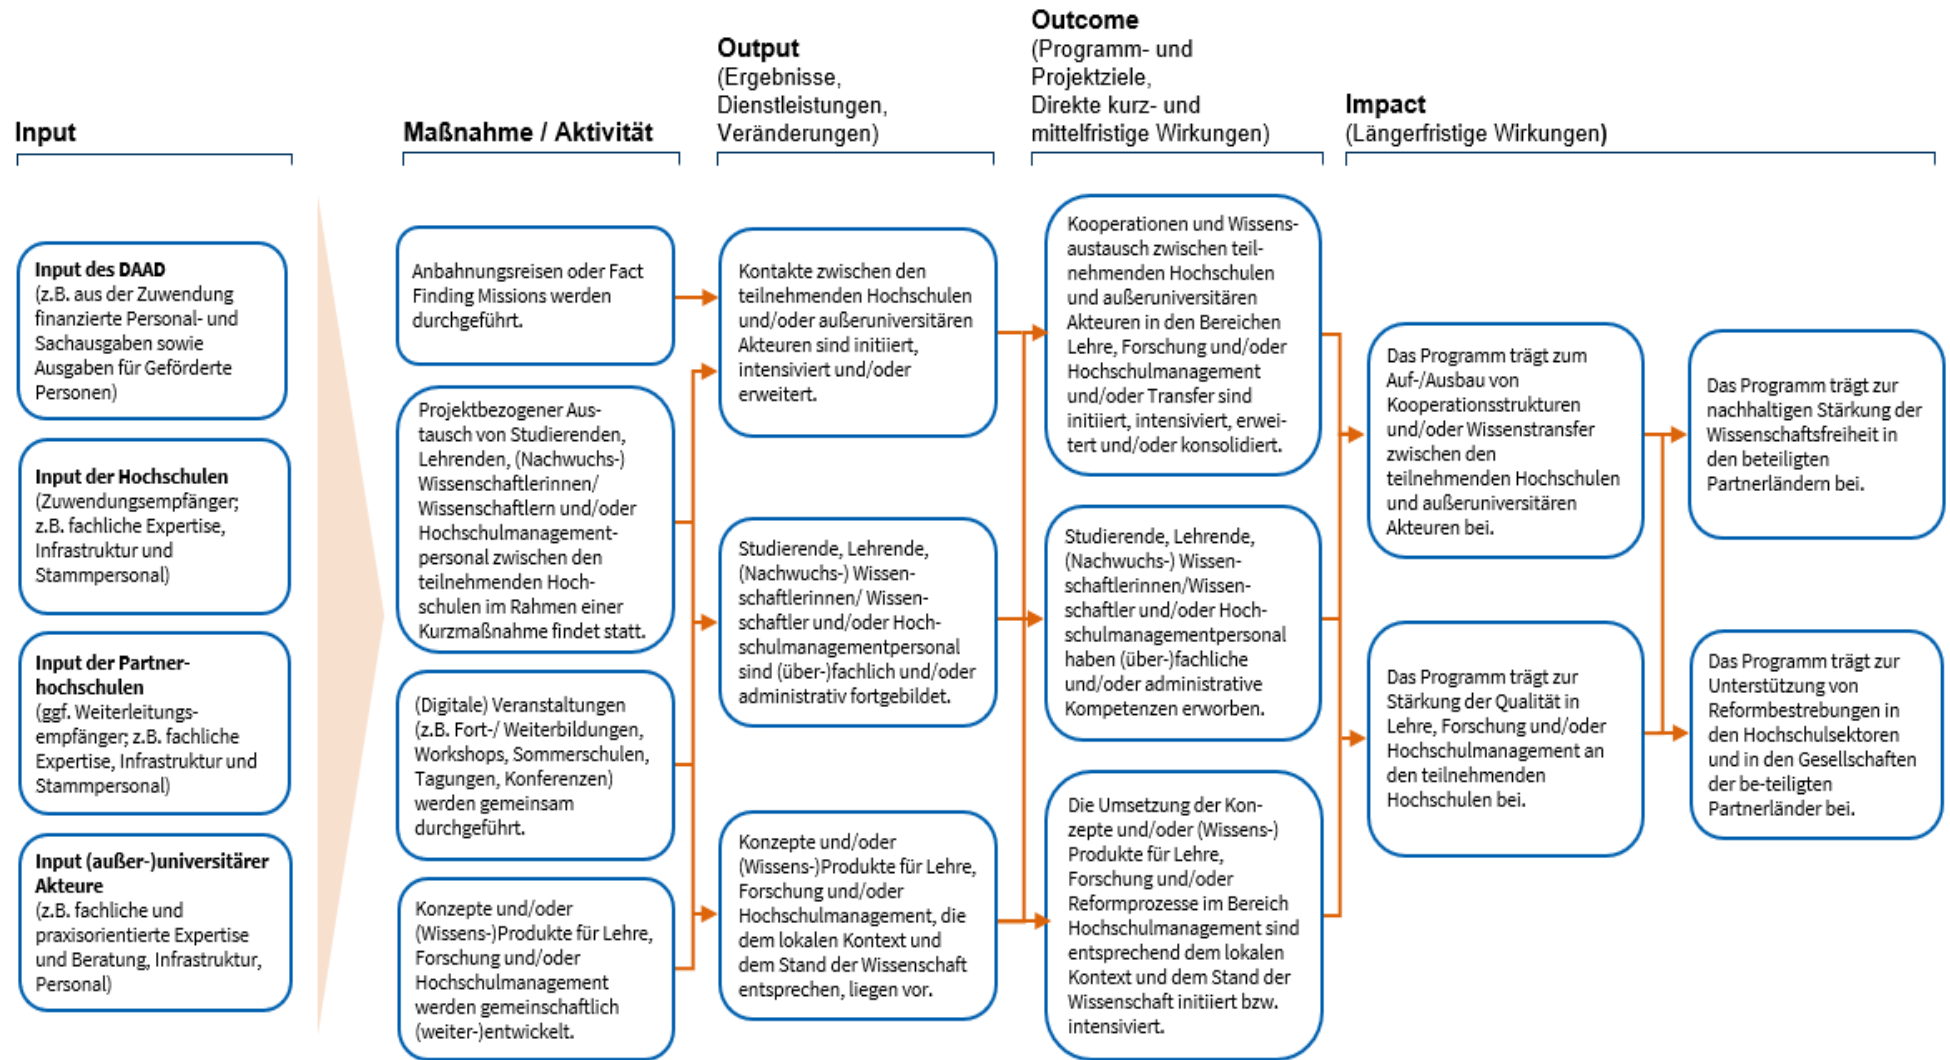 Input
Maßnahme / Aktivität
Output
(Ergebnisse,
Dienstleistungen,
Veränderungen)
Outcome
(Programm- und
Projektziele,
Direkte kurz- und
mittelfristige Wirkungen)
Impact
(Längerfristige Wirkungen)
Input des DAAD
(z.B. aus der Zuwendung
finanzierte Personal- und
Sachausgaben sowie
Ausgaben für Geförderte
Personen)
Input der Hochschulen
(Zuwendungsempfänger;
z.B. fachliche Expertise,
Infrastruktur und
Stammpersonal)
Input der Partner-
hochschulen
(ggf. Weiterleitungs-
empfänger; z.B. fachliche
Expertise, Infrastruktur und
Stammpersonal)
Input (außer-)universitärer
Akteure
(z.B. fachliche und
praxisorientierte Expertise
und Beratung, Infrastruktur,
Personal)
Anbahnungsreisen oder Fact
Finding Missions werden
durchgeführt.
Projektbezogener Aus-
tausch von Studierenden,
Lehrenden, (Nachwuchs-)
Wissenschaftlerinnen/
Wissenschaftlern und/oder
Hochschulmanagement-
personal zwischen den
teilnehmenden Hoch-
schulen im Rahmen einer
Kurzmaßnahme findet statt.
(Digitale) Veranstaltungen
(z.B. Fort-/ Weiterbildungen,
Workshops, Sommerschulen,
Tagungen, Konferenzen)
werden gemeinsam
durchgeführt.
Konzepte und/oder
(Wissens-)Produkte für Lehre,
Forschung und/oder
Hochschulmanagement
werden gemeinschaftlich
(weiter-)entwickelt.
Kontakte zwischen den
teilnehmenden Hochschulen
und/oder außeruniversitären
Akteuren sind initiiert,
intensiviert und/oder
erweitert.
Studierende, Lehrende,
(Nachwuchs-) Wissen-
schaftlerinnen/ Wissen-
schaftler und/oder Hoch-
schulmanagementpersonal
sind (über-)fachlich und/oder
administrativ fortgebildet.
Konzepte und/oder
(Wissens-)Produkte für Lehre,
Forschung und/oder
Hochschulmanagement, die
dem lokalen Kontext und
dem Stand der Wissenschaft
entsprechen, liegen vor.
Kooperationen und Wissens-
austausch zwischen teil-
nehmenden Hochschulen
und außeruniversitären
Akteuren in den Bereichen
Lehre, Forschung und/oder
Hochschulmanagement
und/oder Transfer sind
initiiert, intensiviert, erwei-
tert und/oder konsolidiert.
Studierende, Lehrende,
(Nachwuchs-) Wissen-
schaftlerinnen/Wissen-
schaftler und/oder Hoch-
schulmanagementpersonal
haben (über-)fachliche
und/oder administrative
Kompetenzen erworben.
Die Umsetzung der Kon-
zepte und/oder (Wissens-)
Produkte für Lehre,
Forschung und/oder
Reformprozesse im Bereich
Hochschulmanagement sind
entsprechend dem lokalen
Kontext und dem Stand der
Wissenschaft initiiert bzw.
intensiviert.
Das Programm trägt zum
Auf-/Ausbau von
Kooperationsstrukturen
und/oder Wissenstransfer
zwischen den
teilnehmenden Hochschulen
und außeruniversitären
Akteuren bei.
Das Programm trägt zur
Stärkung der Qualität in
Lehre, Forschung und/oder
Hochschulmanagement an
den teilnehmenden
Hochschulen bei.
Das Programm trägt zur
nachhaltigen Stärkung der
Wissenschaftsfreiheit in
den beteiligten
Partnerländern bei.
Das Programm trägt zur
Unterstützung von
Reformbestrebungen in
den Hochschulsektoren
und in den Gesellschaften
der be-teiligten
Partnerländer bei.